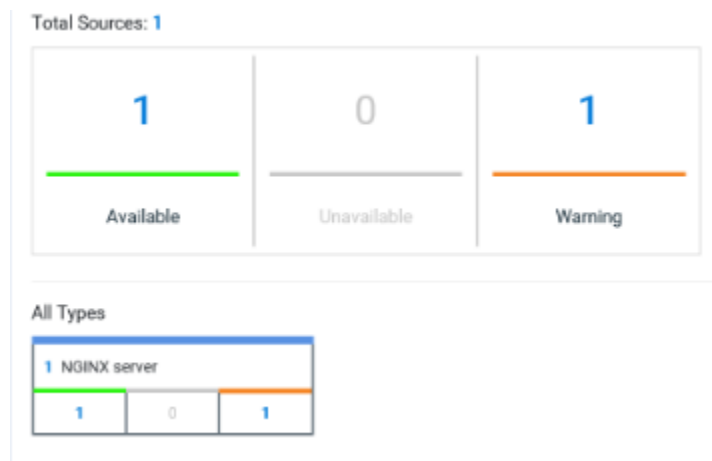 Total Sources: 1
1 0 1
Available Unavailable Warning
All Types
1 NGINX server
1 0 1